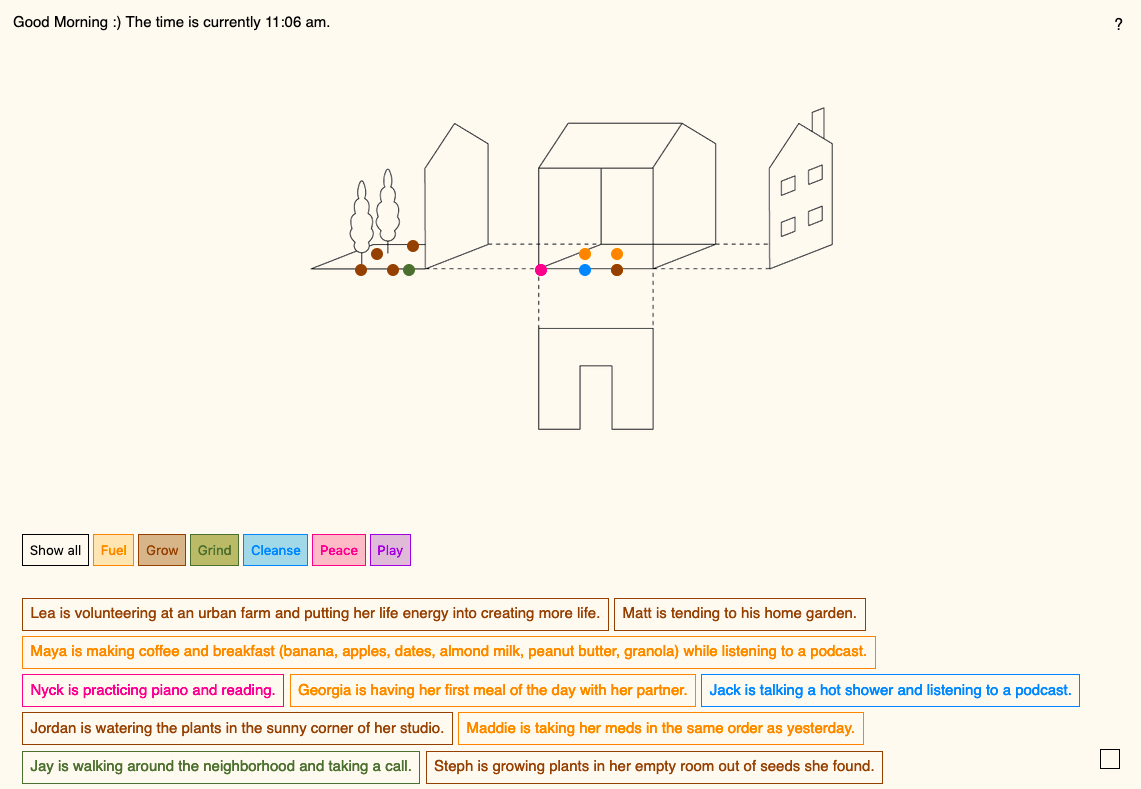 Good Morning :) The time is currently 11:06 am.
?
Show all Fuel Grow Grind Cleanse Peace Play
Lea is volunteering at an urban farm and putting her life energy into creating more life. Matt is tending to his home garden.
Maya is making coffee and breakfast (banana, apples, dates, almond milk, peanut butter, granola) while listening to a podcast.
Nyck is practicing piano and reading. Georgia is having her first meal of the day with her partner. Jack is talking a hot shower and listening to a podcast.
Jordan is watering the plants in the sunny corner of her studio. Maddie is taking her meds in the same order as yesterday.
Jay is walking around the neighborhood and taking a call. Steph is growing plants in her empty room out of seeds she found.